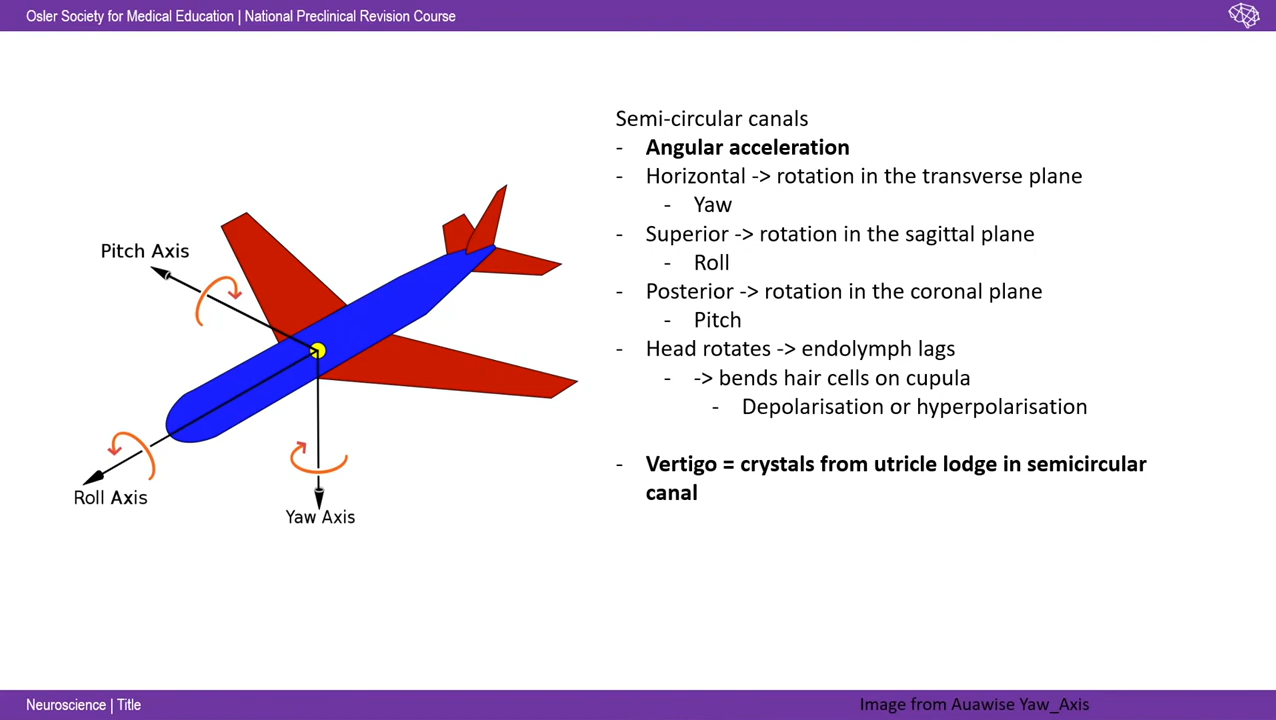 Osler Society for Medical Education | National Preclinical Revision Course
Semi-circular canals
- Angular acceleration
- Horizontal -> rotation in the transverse plane
- Yaw
- Superior -> rotation in the sagittal plane
- Roll
- Posterior -> rotation in the coronal plane
- Pitch
- Head rotates -> endolymph lags
- -> bends hair cells on cupula
- Depolarisation or hyperpolarisation
- Vertigo = crystals from utricle lodge in semicircular
canal
Pitch Axis
Roll Axis
Yaw Axis
Neuroscience | Title
Image from Auawise Yaw_Axis